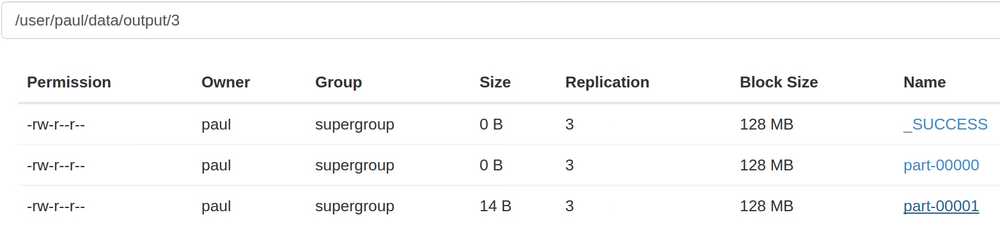 /user/paul/data/output/3
Permission Owner Group Size Replication Block Size Name
-rw-r--r-- paul supergroup 0 B 3 128 MB _SUCCESS
-rw-r--r-- paul supergroup 0 B 3 128 MB part-00000
-rw-r--r-- paul supergroup 14 B 3 128 MB part-00001